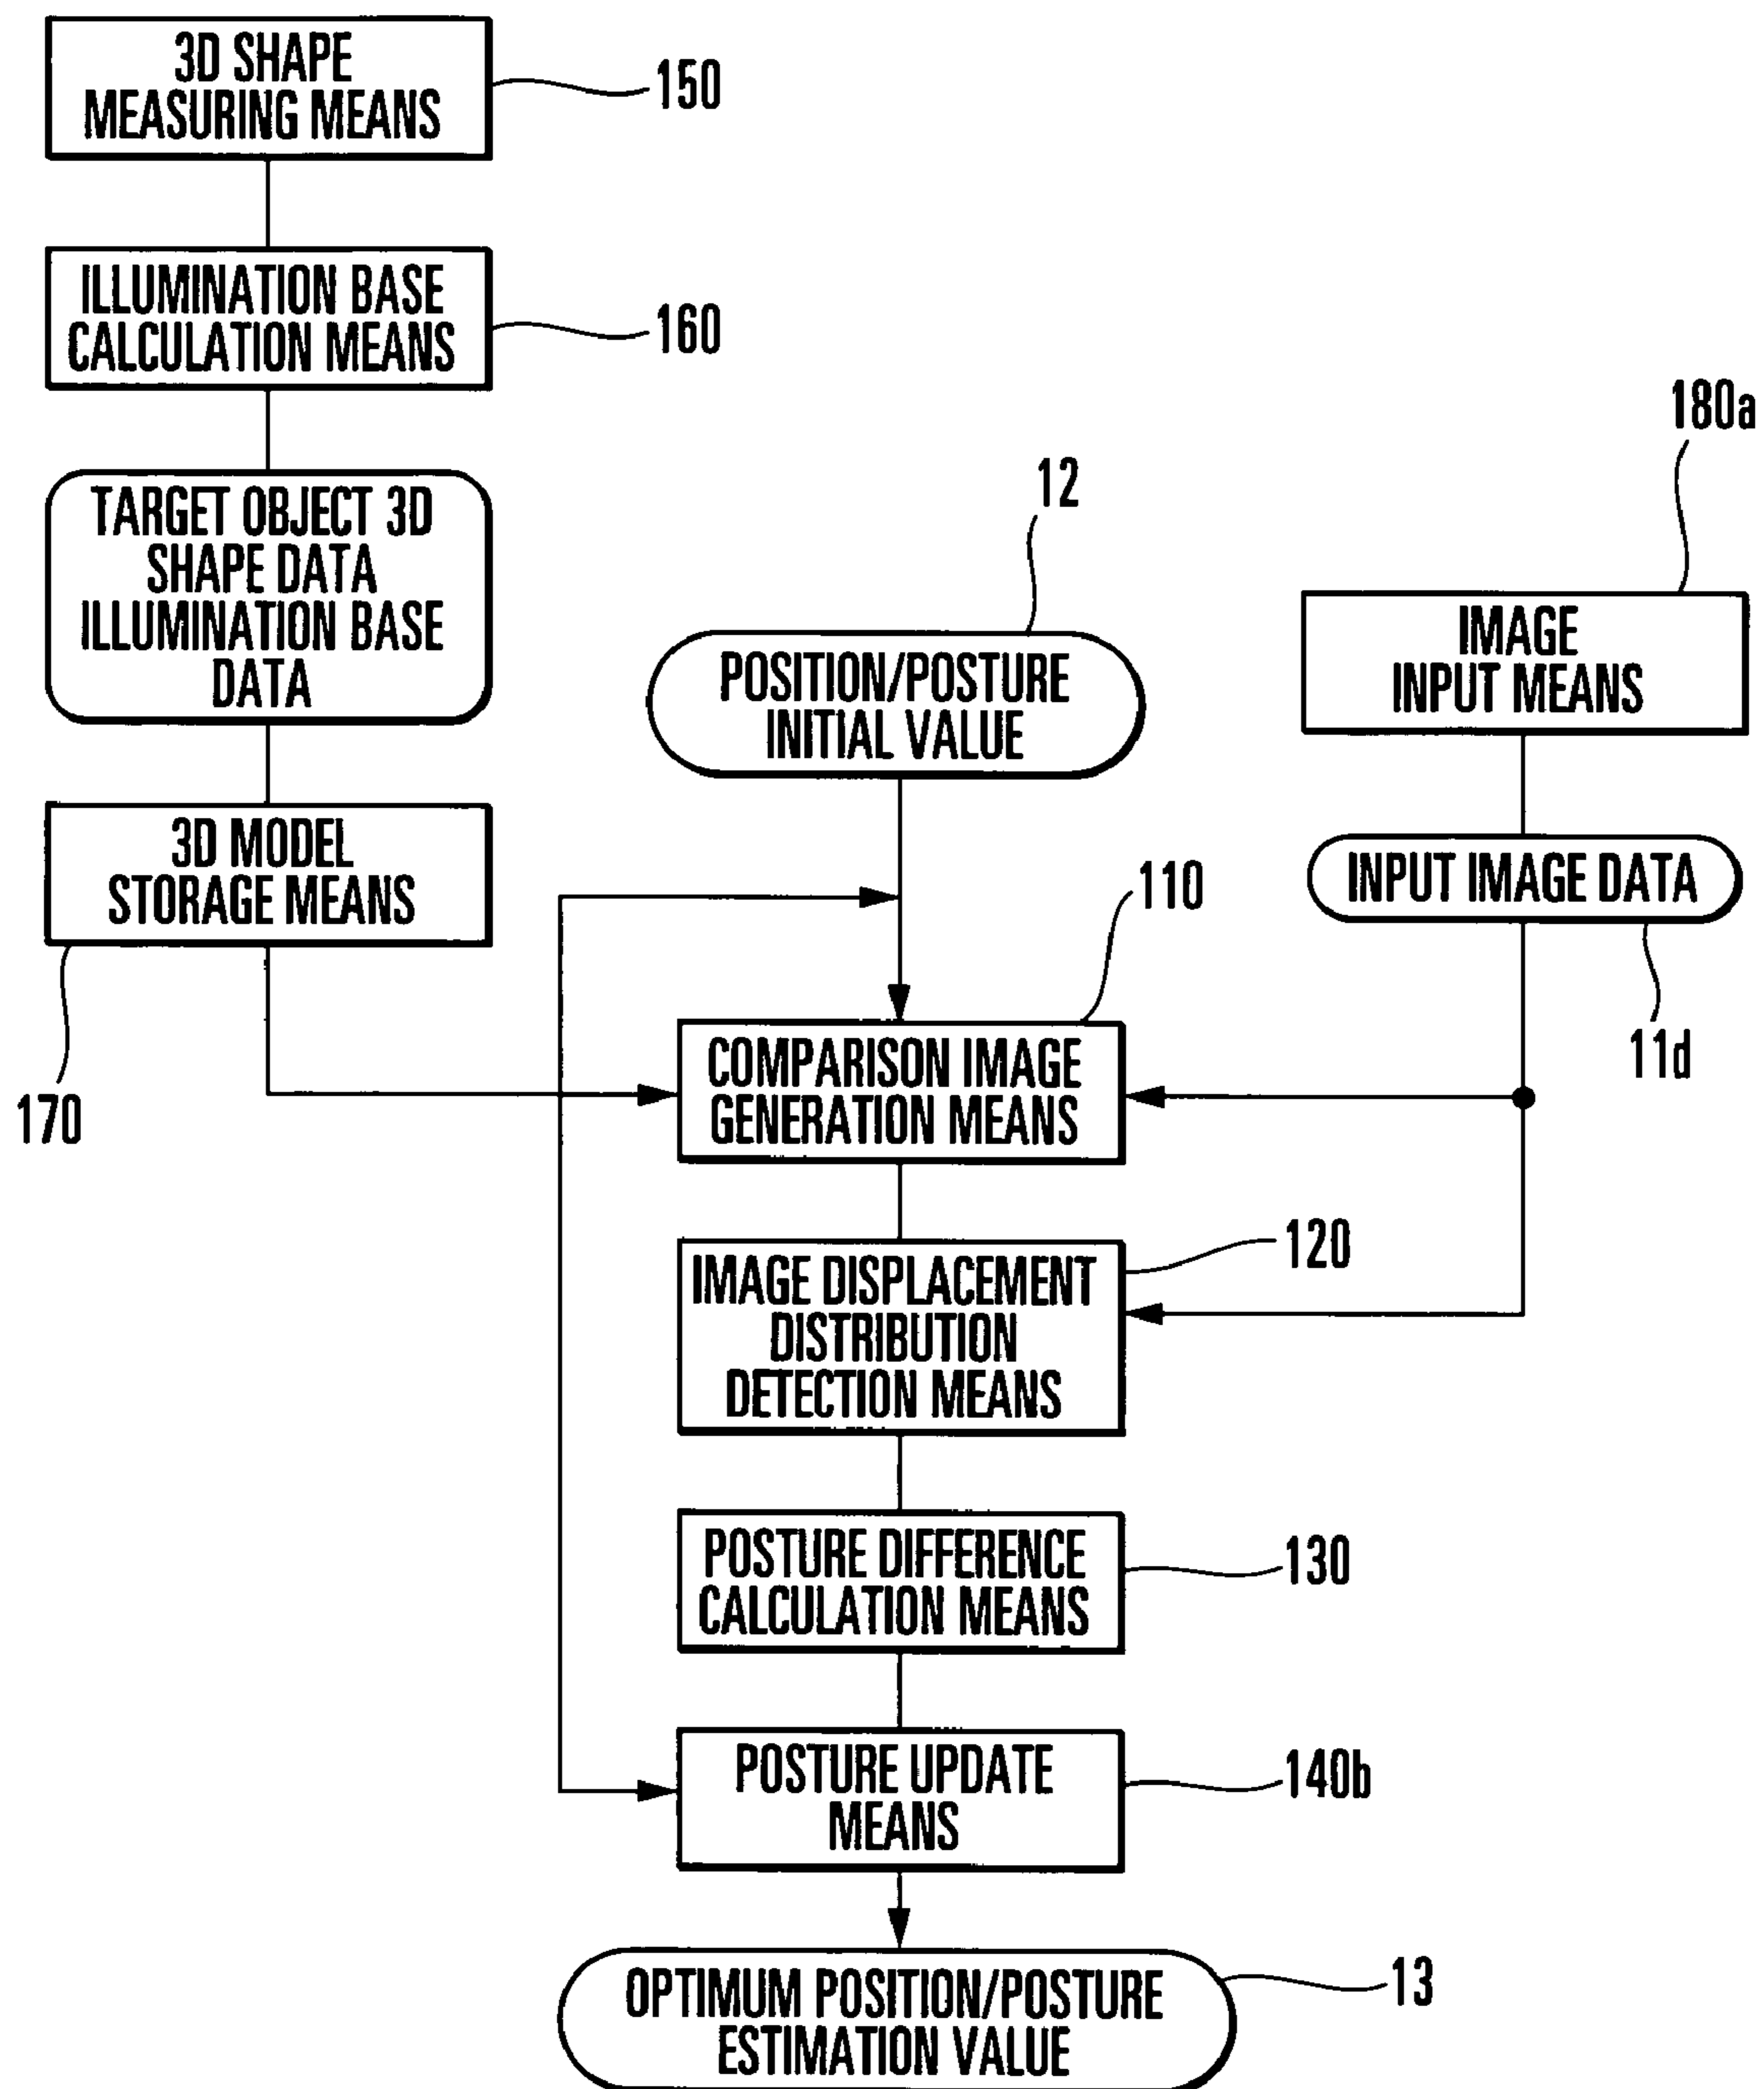 3D SHAPE
MEASURING MEANS
150
ILLUMINATION BASE
CALCULATION MEANS
160
TARGET OBJECT 3D
SHAPE DATA
ILLUMINATION BASE
DATA
3D MODEL
STORAGE MEANS
170
12
POSITION/POSTURE
INITIAL VALUE
180a
IMAGE
INPUT MEANS
INPUT IMAGE DATA
11d
110
COMPARISON IMAGE
GENERATION MEANS
120
IMAGE DISPLACEMENT
DISTRIBUTION
DETECTION MEANS
POSTURE DIFFERENCE
CALCULATION MEANS
130
POSTURE UPDATE
MEANS
140b
OPTIMUM POSITION/POSTURE
ESTIMATION VALUE
13